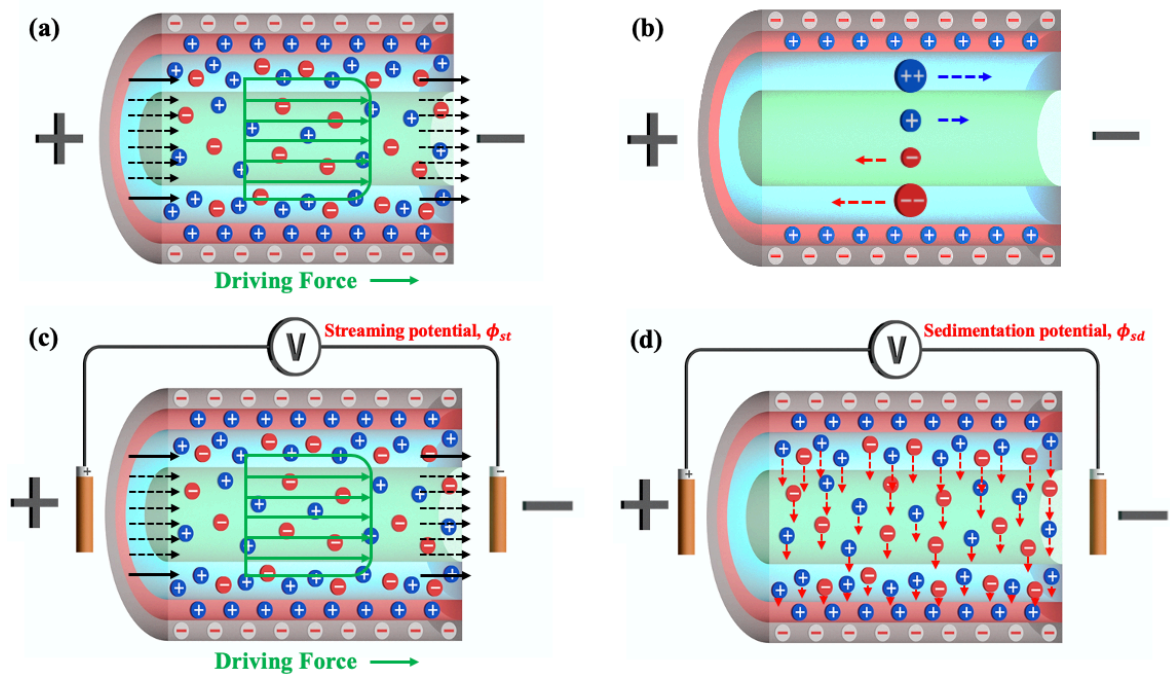 (a)
Driving Force
(b)
(c)
V
Streaming potential, ϕst
Driving Force
(d)
V
Sedimentation potential, ϕsd